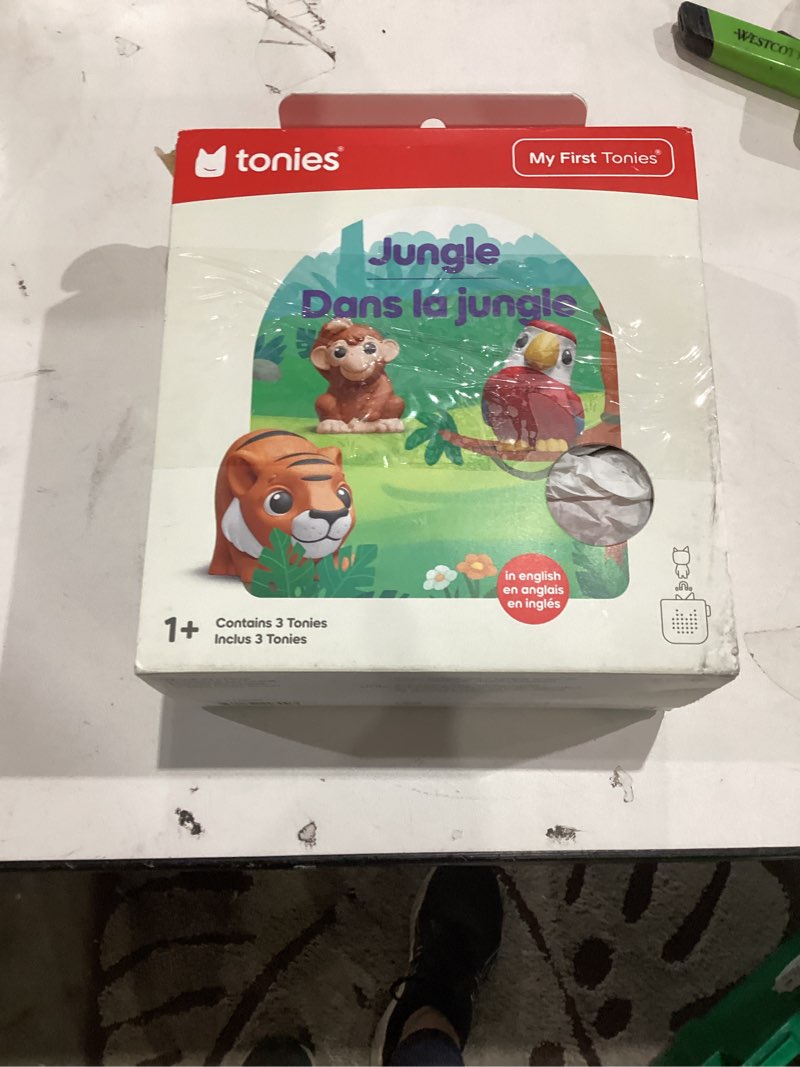 WESTCOTT
tonies®
My First Tonies®
Jungle
Dans la jungle
in english
en anglais
en inglés
1+
Contains 3 Tonies
Inclus 3 Tonies